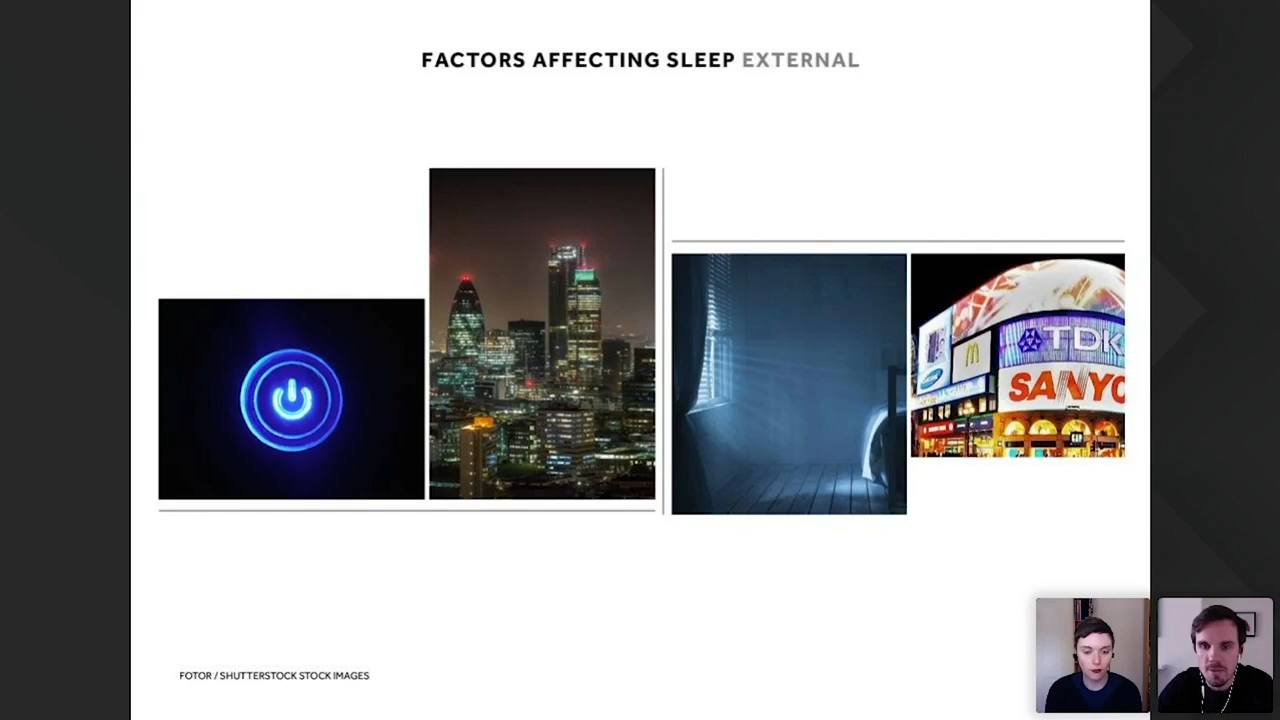 FACTORS AFFECTING SLEEP EXTERNAL
TDK
SANYO
FOTOR / SHUTTERSTOCK STOCK IMAGES